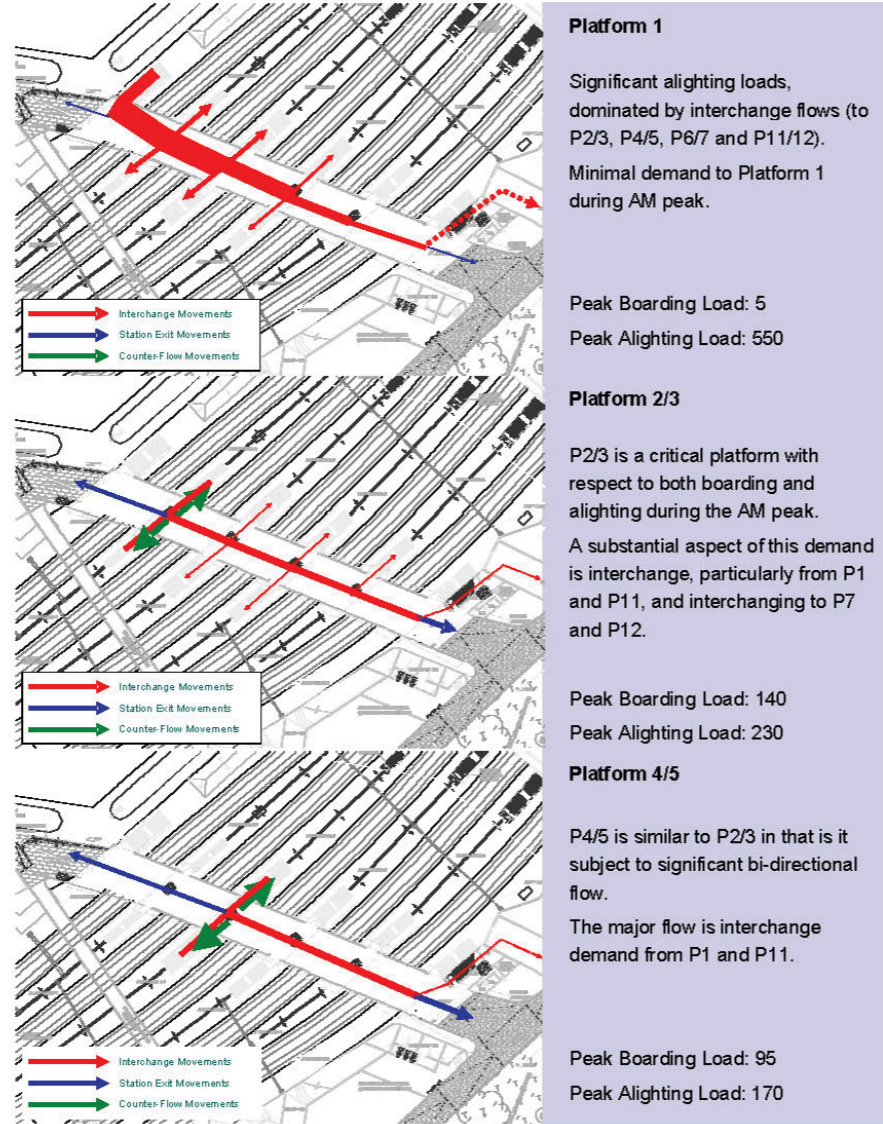 Platform 1
Significant alighting loads,
dominated by interchange flows (to
P2/3, P4/5, P6/7 and P11/12).
Minimal demand to Platform 1
during AM peak.
Peak Boarding Load: 5
Peak Alighting Load: 550
Interchange Movements
Station Exit Movements
Counter-Flow Movements
Platform 2/3
P2/3 is a critical platform with
respect to both boarding and
alighting during the AM peak.
A substantial aspect of this demand
is interchange, particularly from P1
and P11, and interchanging to P7
and P12.
Peak Boarding Load: 140
Peak Alighting Load: 230
Interchange Movements
Station Exit Movements
Counter-Flow Movements
Platform 4/5
P4/5 is similar to P2/3 in that is it
subject to significant bi-directional
flow.
The major flow is interchange
demand from P1 and P11.
Peak Boarding Load: 95
Peak Alighting Load: 170
Interchange Movements
Station Exit Movements
Counter-Flow Movements